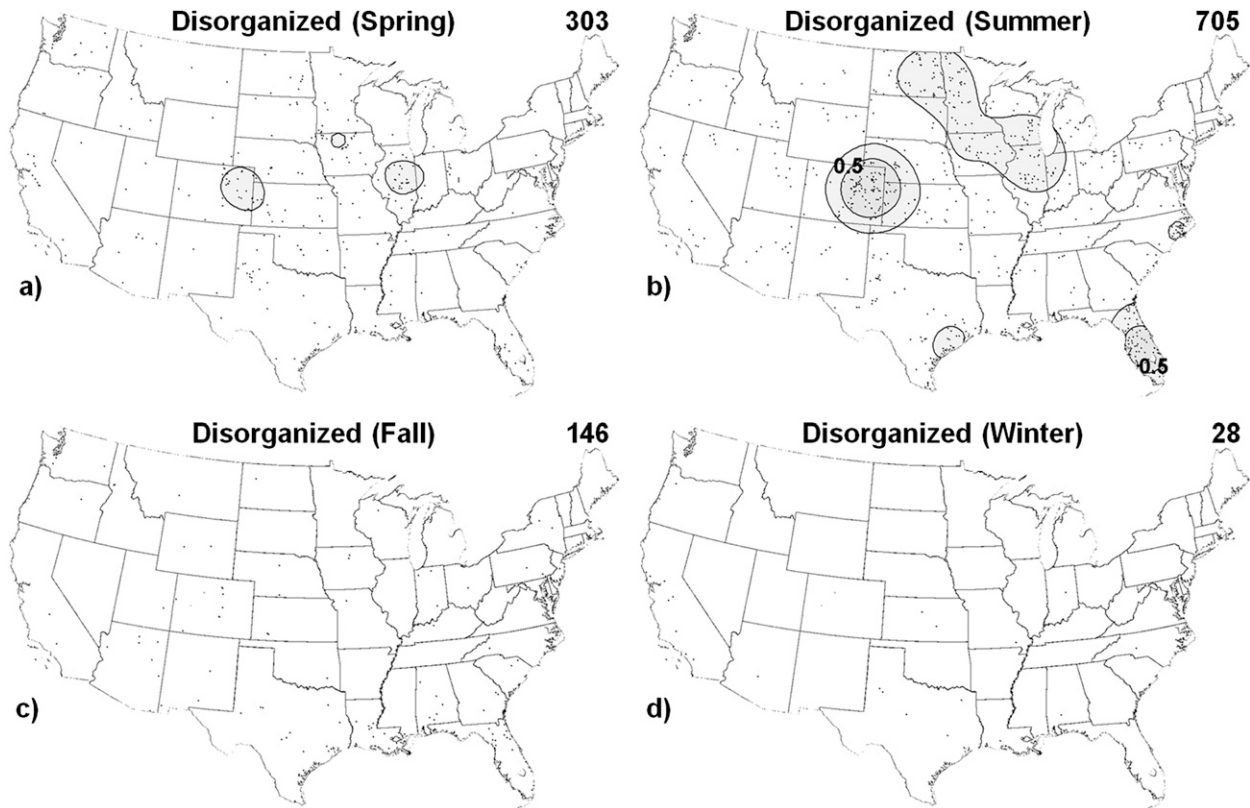 Disorganized (Spring) 303
Disorganized (Summer) 705
0.5
a)
b)
0.5
Disorganized (Fall) 146
Disorganized (Winter) 28
c)
d)